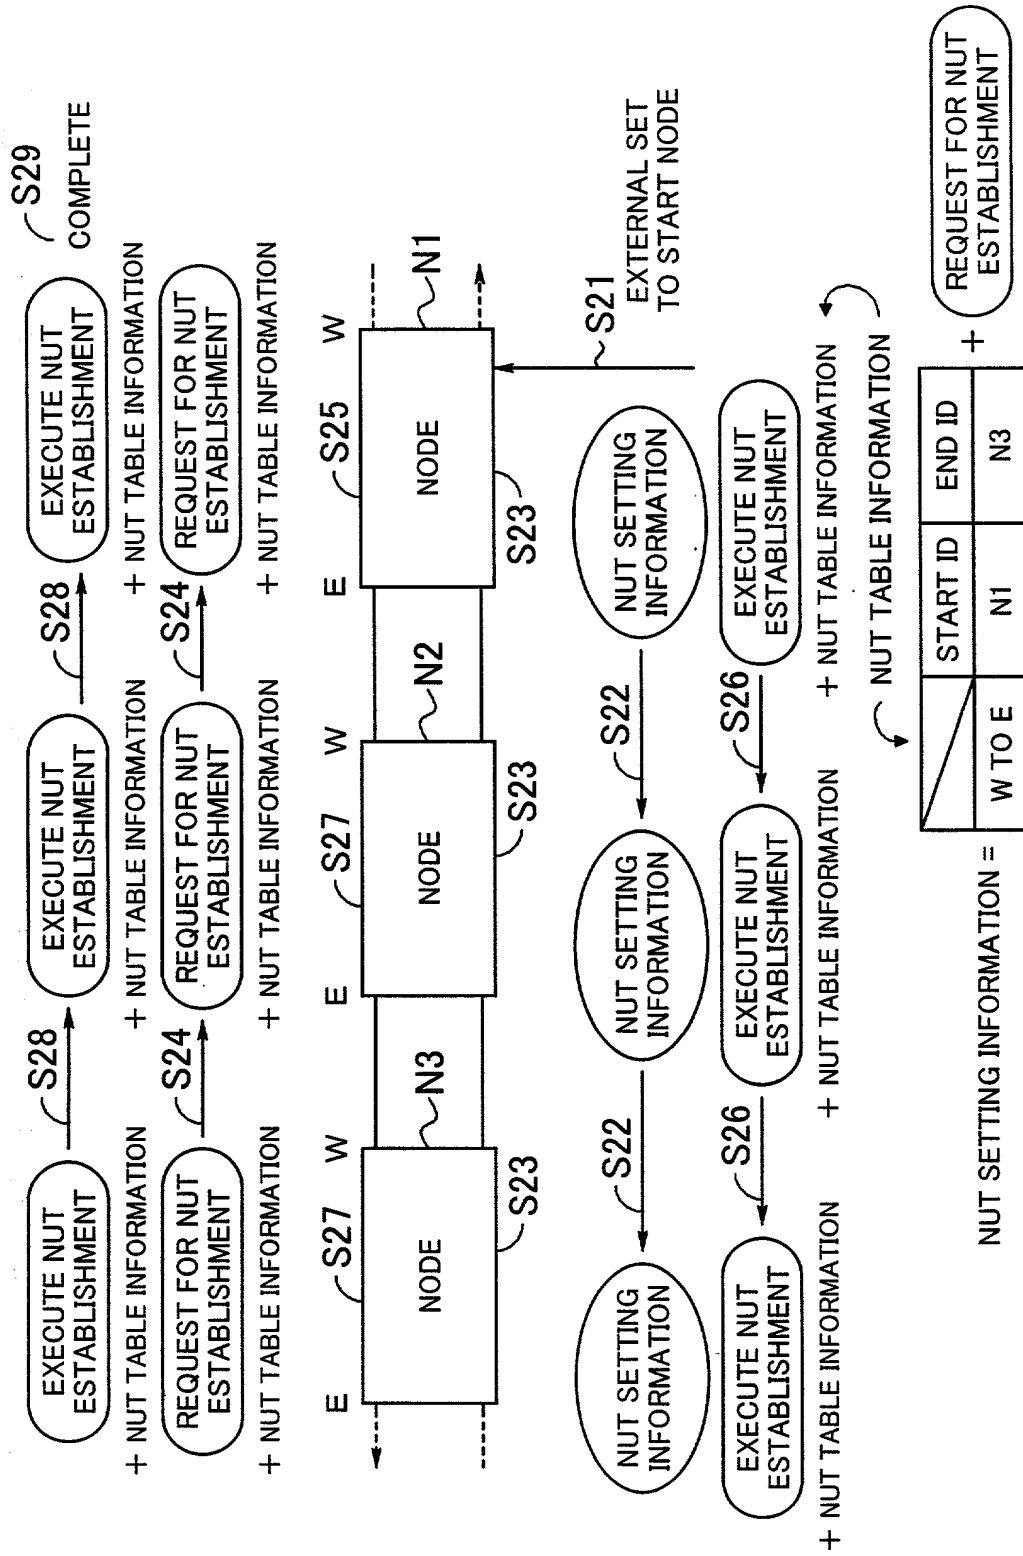 S29
COMPLETE
EXECUTE NUT
ESTABLISHMENT
S28
EXECUTE NUT
ESTABLISHMENT
S28
EXECUTE NUT
ESTABLISHMENT
+ NUT TABLE INFORMATION
+ NUT TABLE INFORMATION
+ NUT TABLE INFORMATION
REQUEST FOR NUT
ESTABLISHMENT
S24
REQUEST FOR NUT
ESTABLISHMENT
S24
REQUEST FOR NUT
ESTABLISHMENT
+ NUT TABLE INFORMATION
+ NUT TABLE INFORMATION
+ NUT TABLE INFORMATION
E
S27
W
N3
E
S27
W
N2
E
S25
W
N1
NODE
NODE
NODE
S23
S23
S23
S21
EXTERNAL SET
TO START NODE
NUT SETTING
INFORMATION
S22
NUT SETTING
INFORMATION
S22
NUT SETTING
INFORMATION
EXECUTE NUT
ESTABLISHMENT
S26
EXECUTE NUT
ESTABLISHMENT
S26
EXECUTE NUT
ESTABLISHMENT
+ NUT TABLE INFORMATION
+ NUT TABLE INFORMATION
+ NUT TABLE INFORMATION
NUT TABLE INFORMATION
NUT SETTING INFORMATION =
START ID
END ID
W TO E
N1
N3
+
REQUEST FOR NUT
ESTABLISHMENT